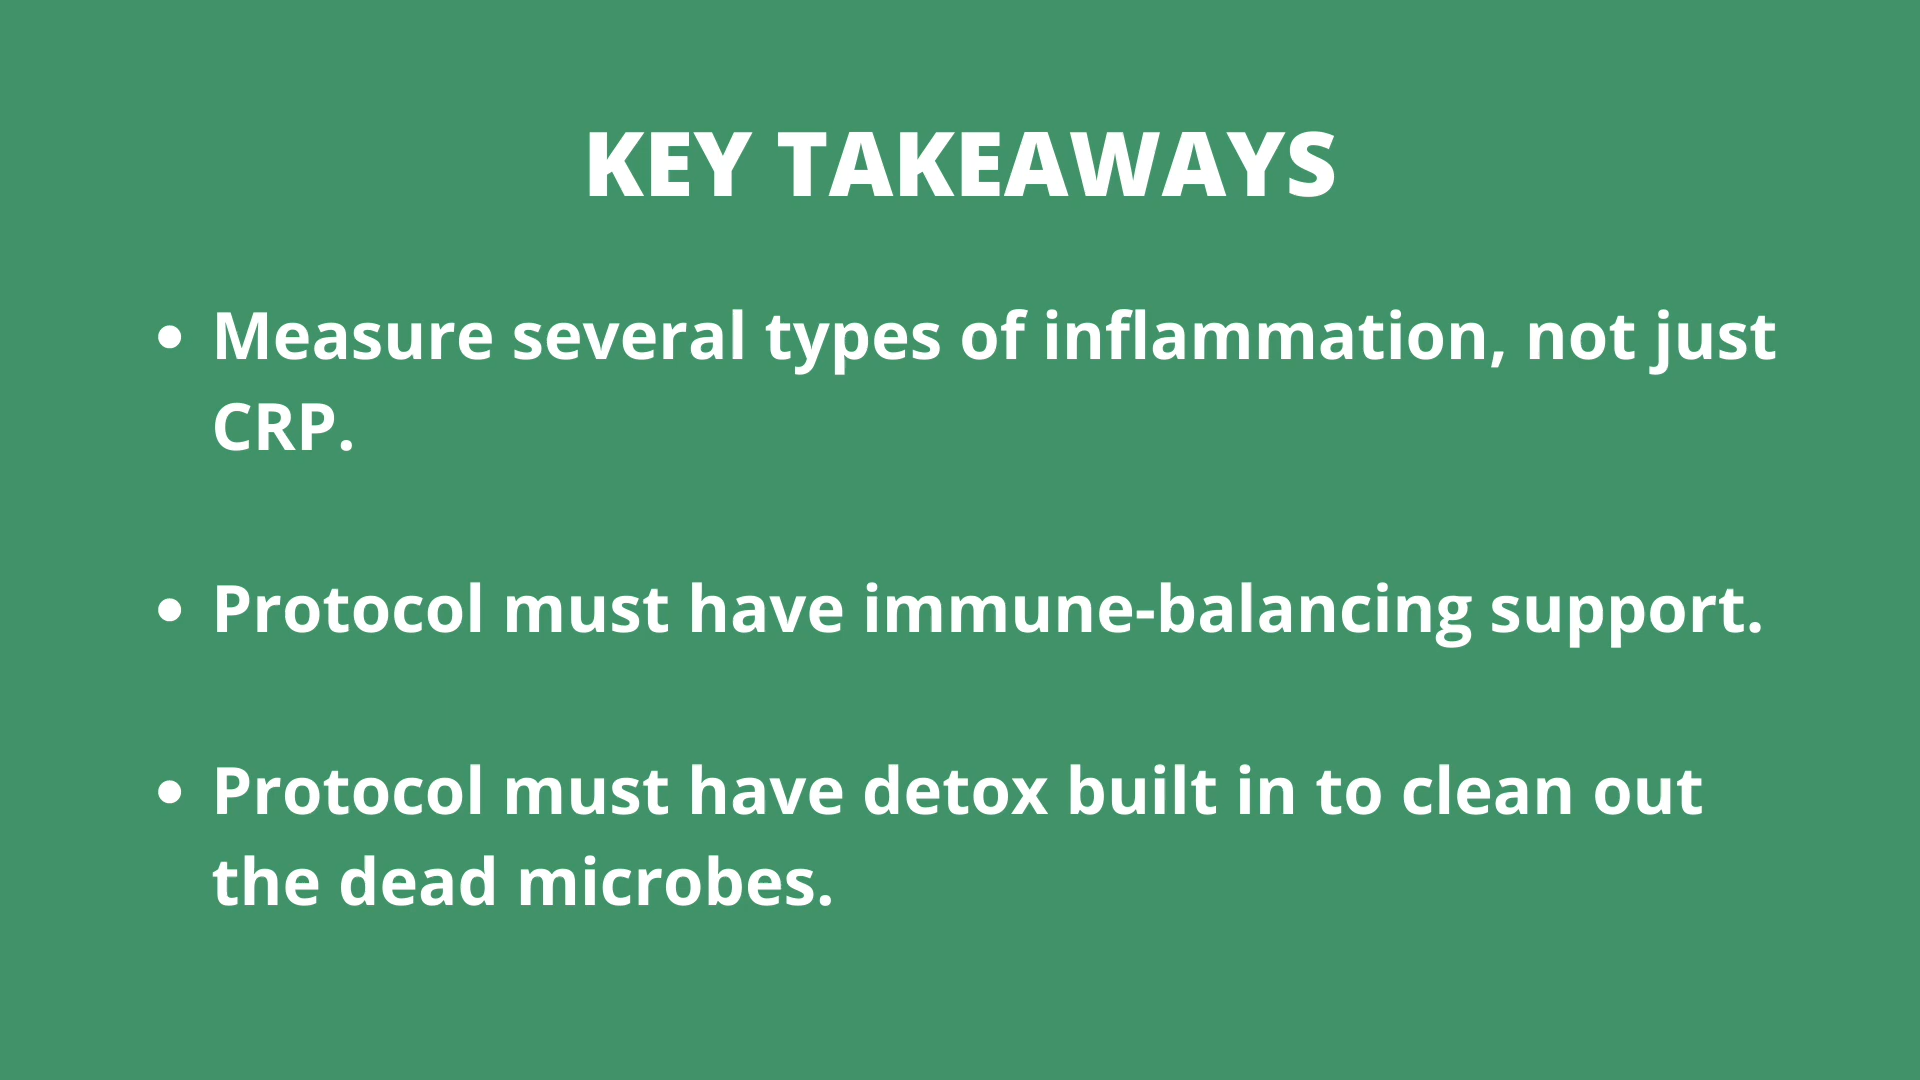 KEY TAKEAWAYS
• Measure several types of inflammation, not just
CRP.
• Protocol must have immune-balancing support.
• Protocol must have detox built in to clean out
the dead microbes.